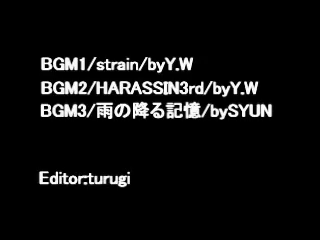 BGM1/strain/byY.W
BGM2/HARASSIN3rd/byY.W
BGM3/雨の降る記憶/bySYUN
Editor:turugi